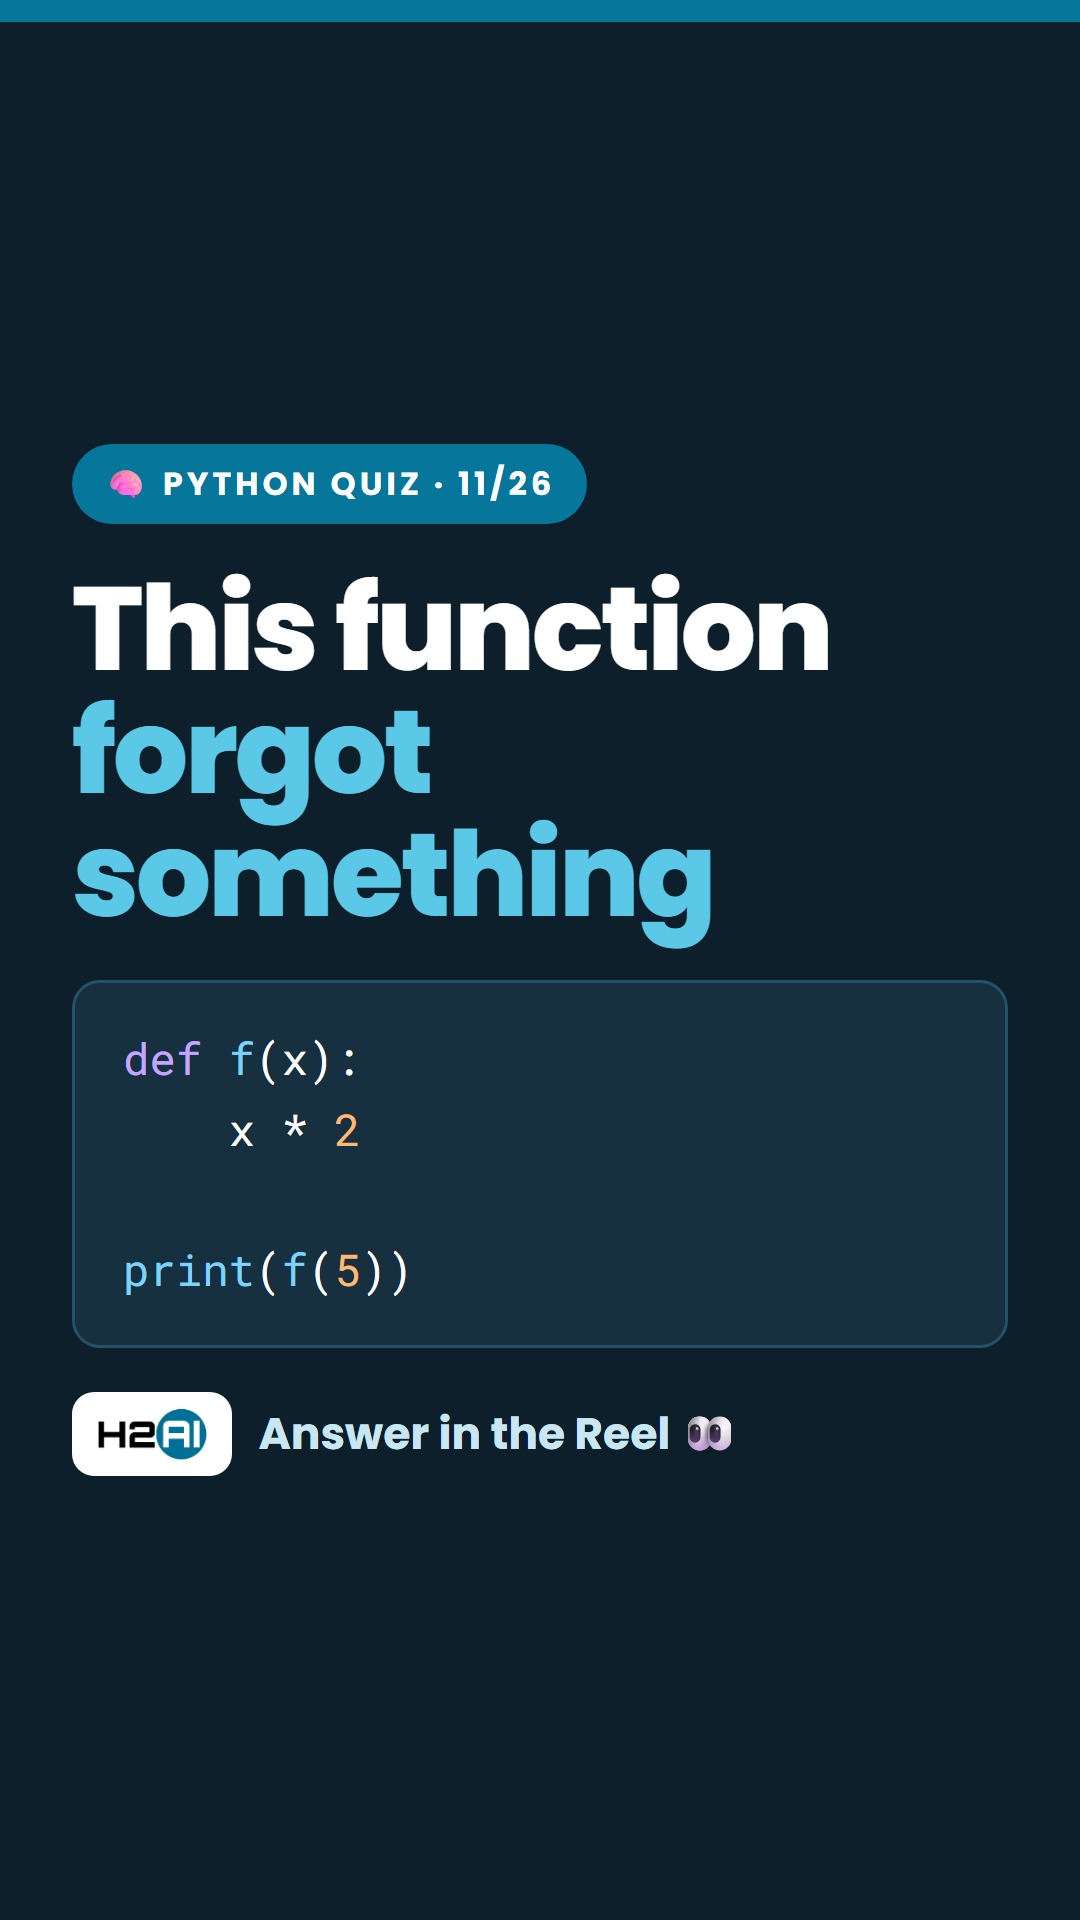 🧠 PYTHON QUIZ · 11/26
This function
forgot
something
def f(x):
    x * 2
print(f(5))
H2AI
Answer in the Reel 👀